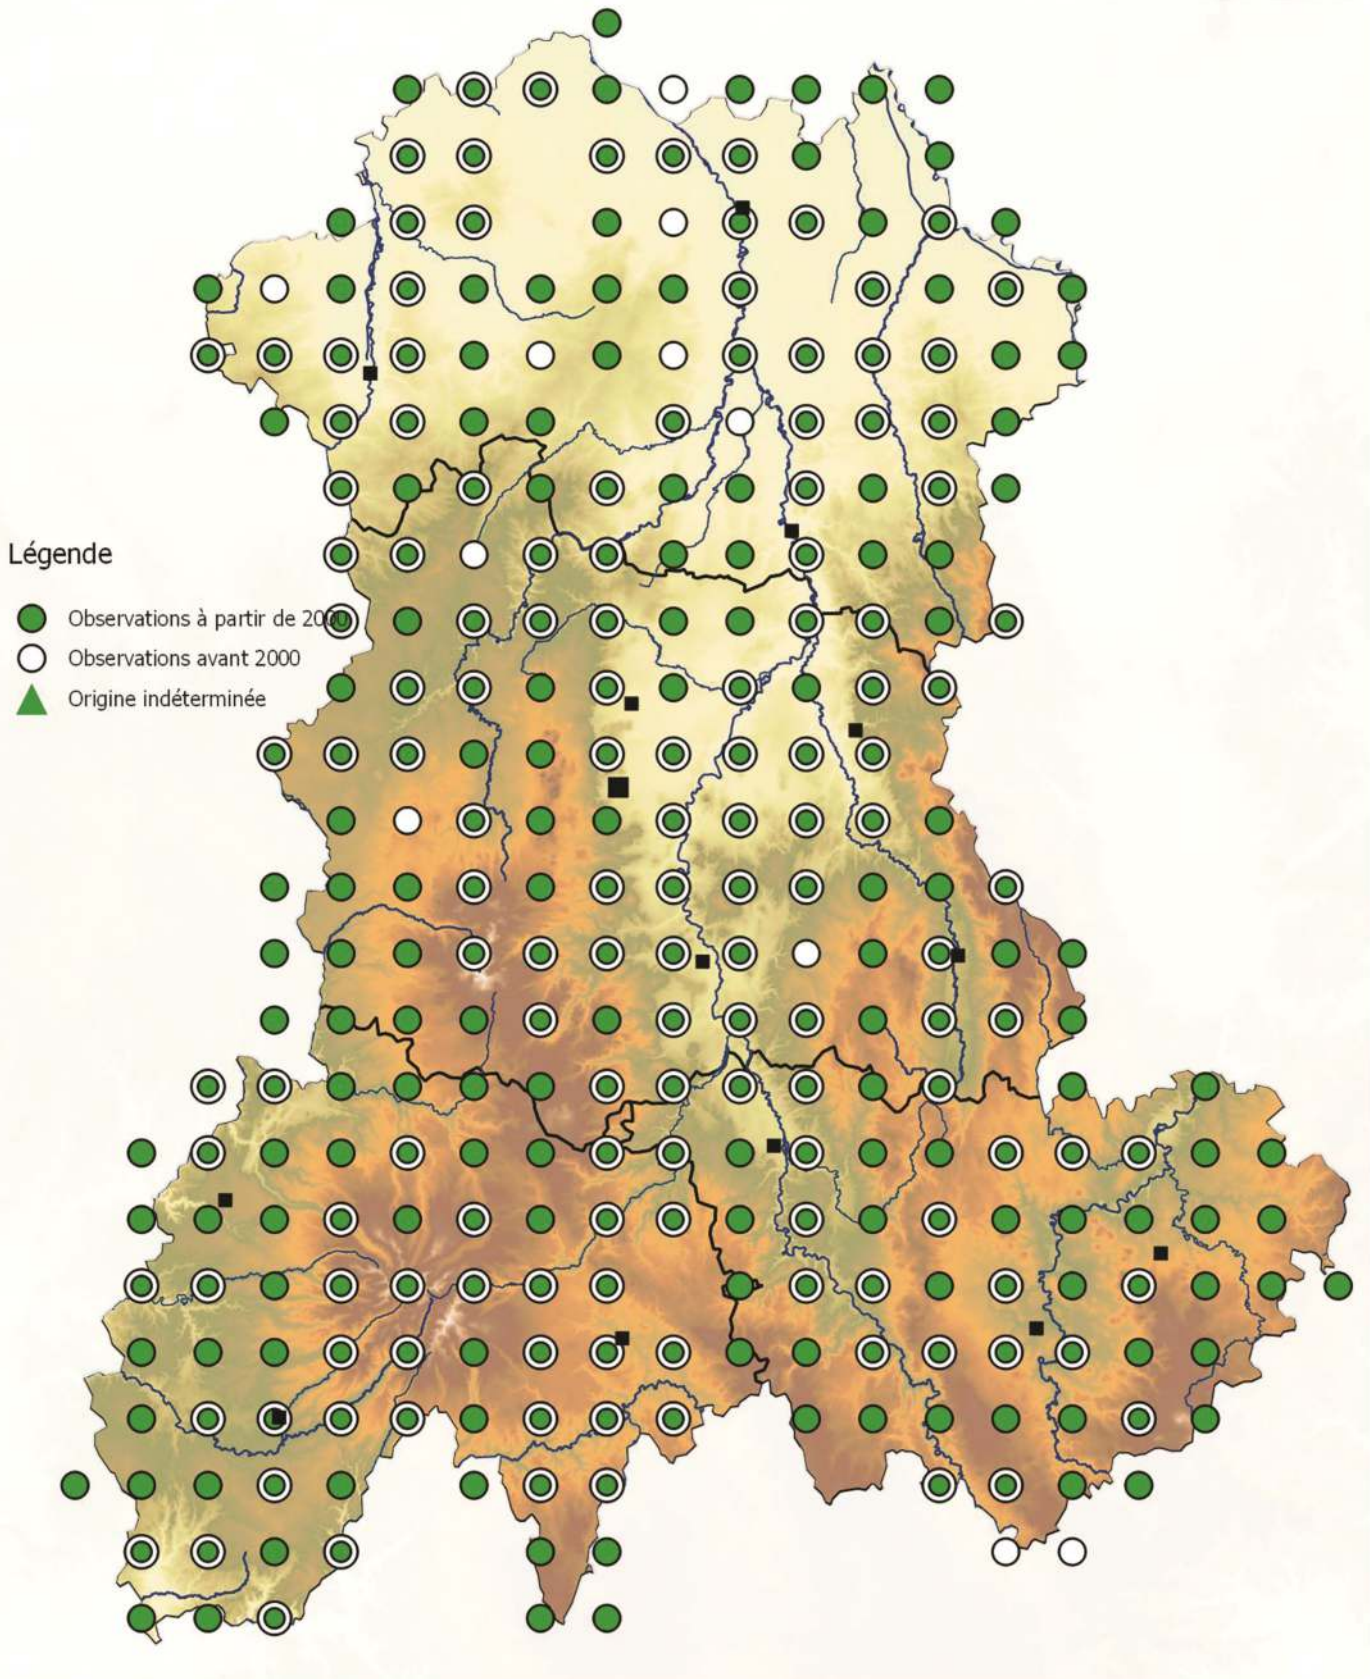 Légende
Observations à partir de 2000
Observations avant 2000
Origine indéterminée